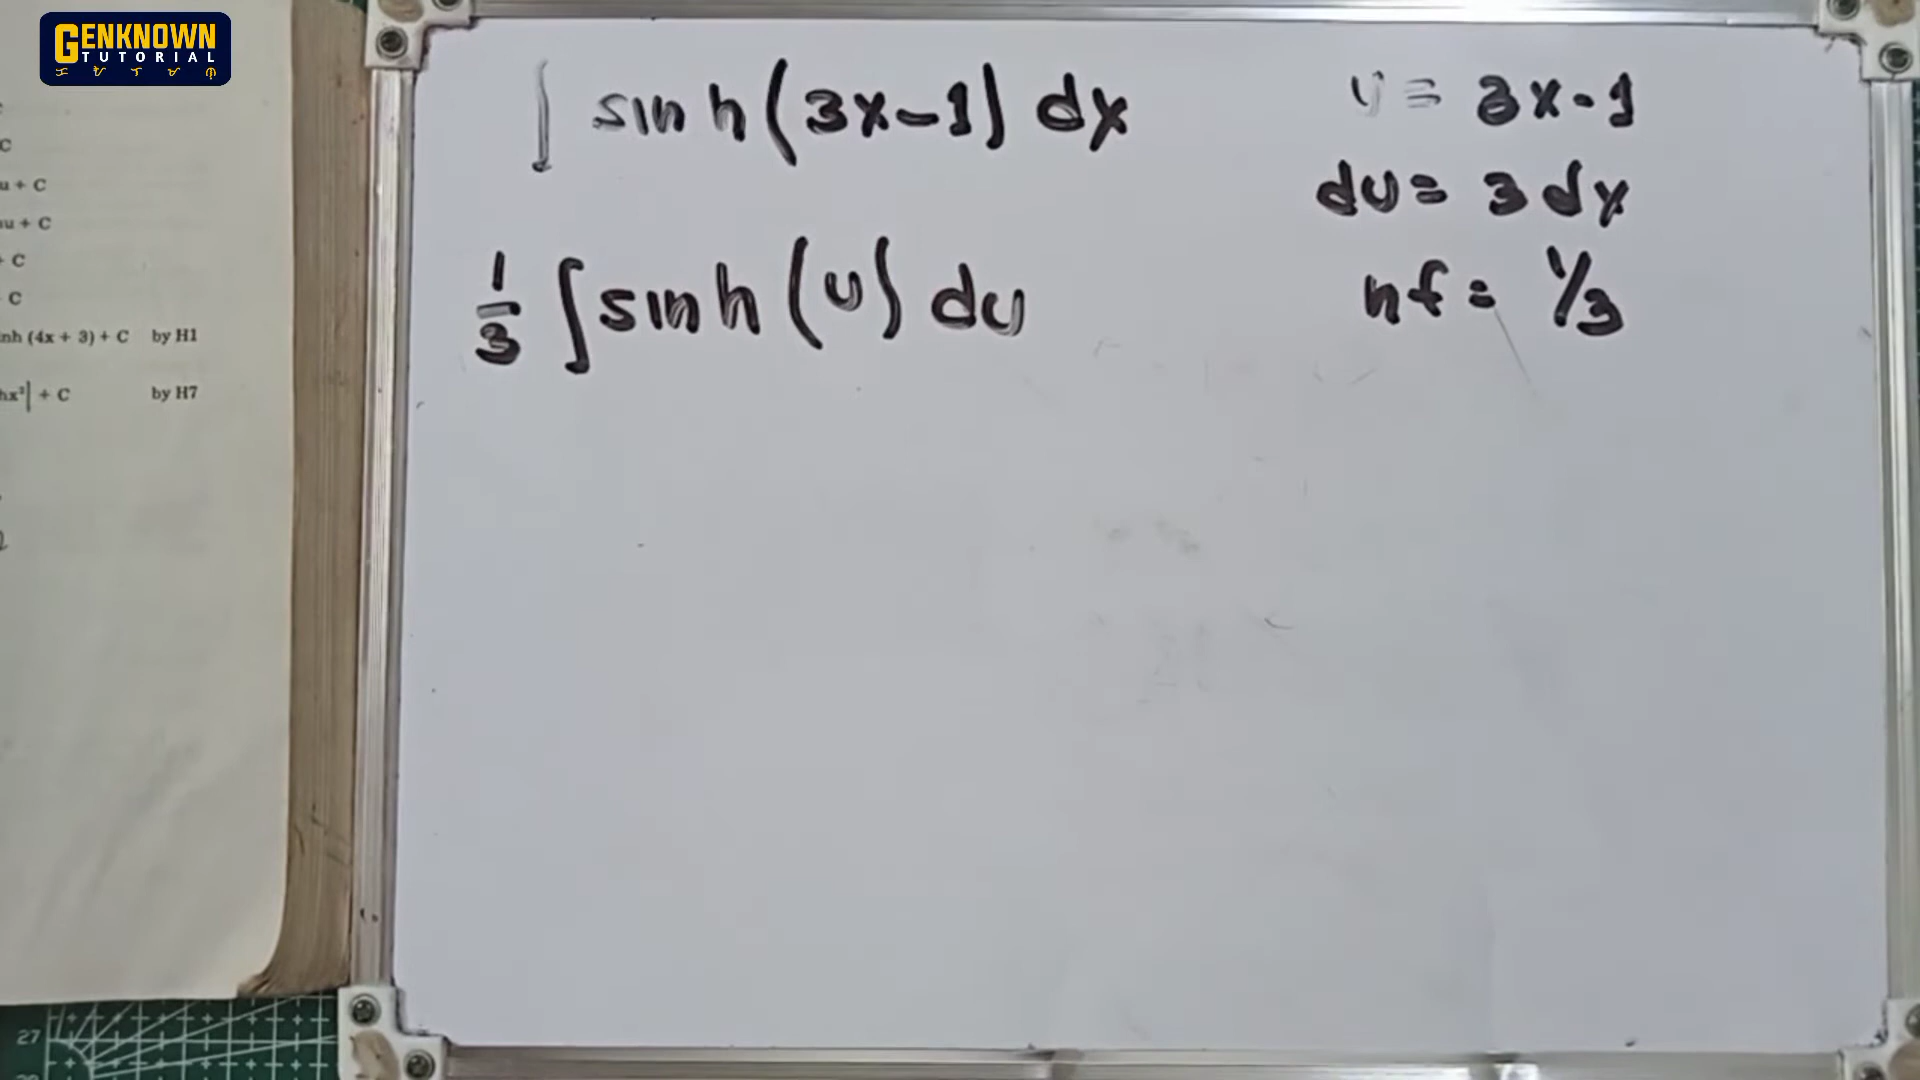 GENKNOWN
TUTORIAL
C
u + C
u + C
+ C
C
nh (4x + 3) + C by H1
hx²| + C by H7
∫ sinh(3x-1) dx
u = 3x-1
du = 3dx
nf = 1/3
1/3 ∫ sinh(u) du
27